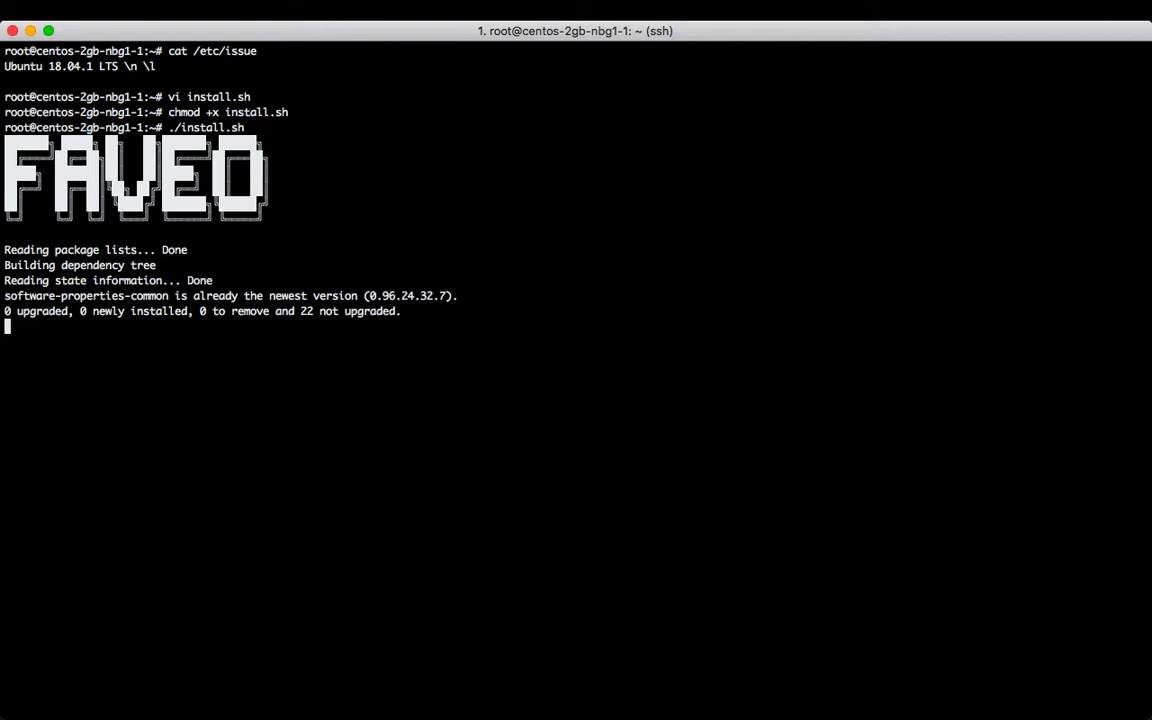 1. root@centos-2gb-nbg1-1: ~ (ssh)
root@centos-2gb-nbg1-1:~# cat /etc/issue
Ubuntu 18.04.1 LTS \n \l
root@centos-2gb-nbg1-1:~# vi install.sh
root@centos-2gb-nbg1-1:~# chmod +x install.sh
root@centos-2gb-nbg1-1:~# ./install.sh
FAVEO
Reading package lists... Done
Building dependency tree
Reading state information... Done
software-properties-common is already the newest version (0.96.24.32.7).
0 upgraded, 0 newly installed, 0 to remove and 22 not upgraded.